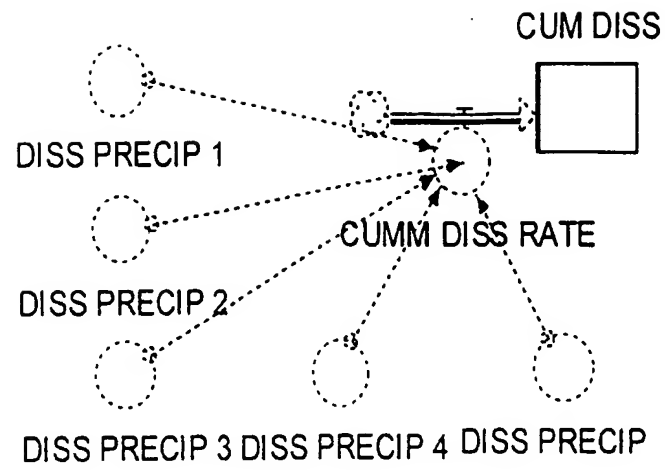 CUM DISS
DISS PRECIP 1
CUMM DISS RATE
DISS PRECIP 2
DISS PRECIP 3 DISS PRECIP 4 DISS PRECIP